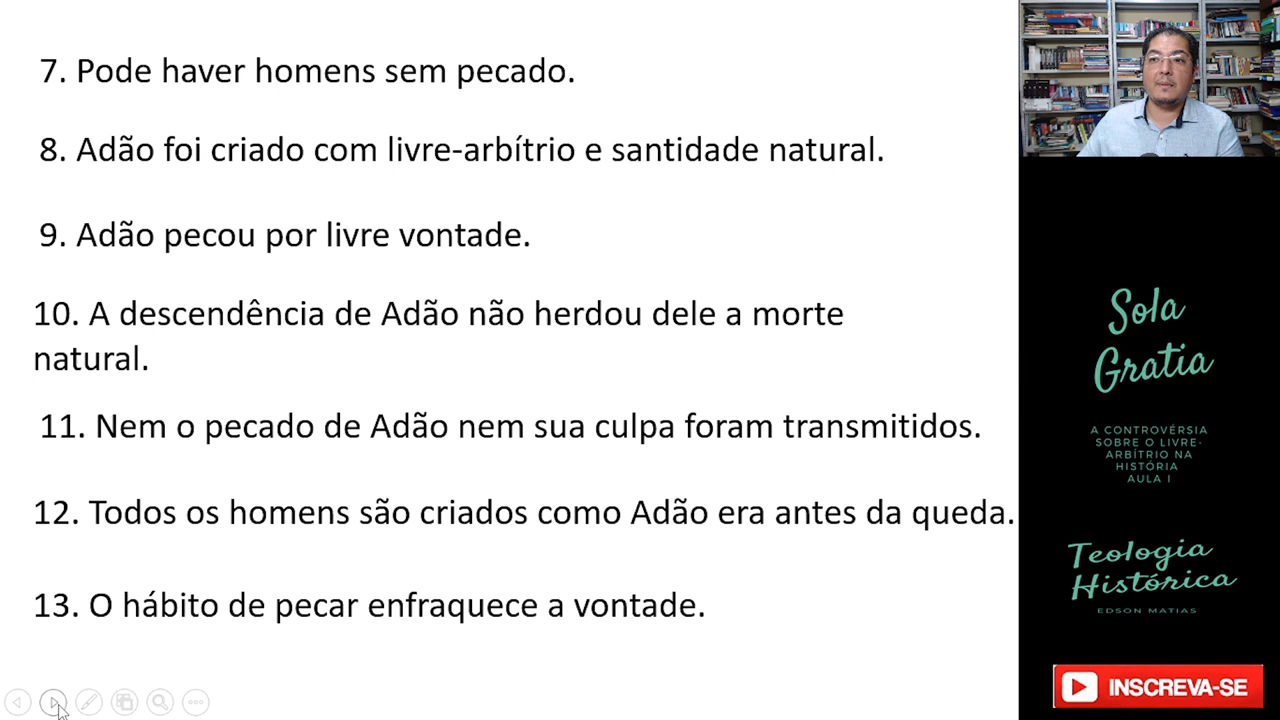 7. Pode haver homens sem pecado.
8. Adão foi criado com livre-arbítrio e santidade natural.
9. Adão pecou por livre vontade.
10. A descendência de Adão não herdou dele a morte
natural.
11. Nem o pecado de Adão nem sua culpa foram transmitidos.
12. Todos os homens são criados como Adão era antes da queda.
13. O hábito de pecar enfraquece a vontade.
Sola
Gratia
A CONTROVÉRSIA
SOBRE O LIVRE-
ARBÍTRIO NA
HISTÓRIA
AULA I
Teologia
Histórica
EDSON MATIAS
INSCREVA-SE